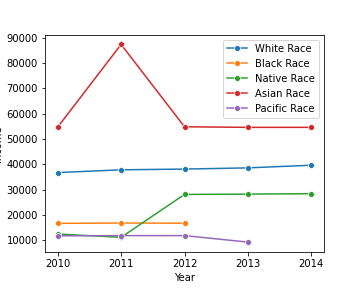 90000
80000
70000
60000
50000
40000
30000
20000
10000
White Race
Black Race
Native Race
Asian Race
Pacific Race
2010 2011 2012 2013 2014
Year